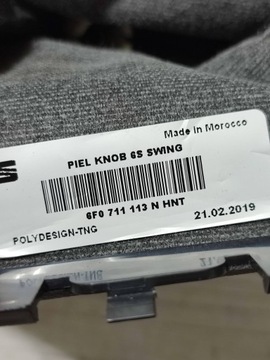 Made in Morocco
PIEL KNOB 6S SWING
6F0 711 113 N HNT
21.02.2019
POLYDESIGN-TNG